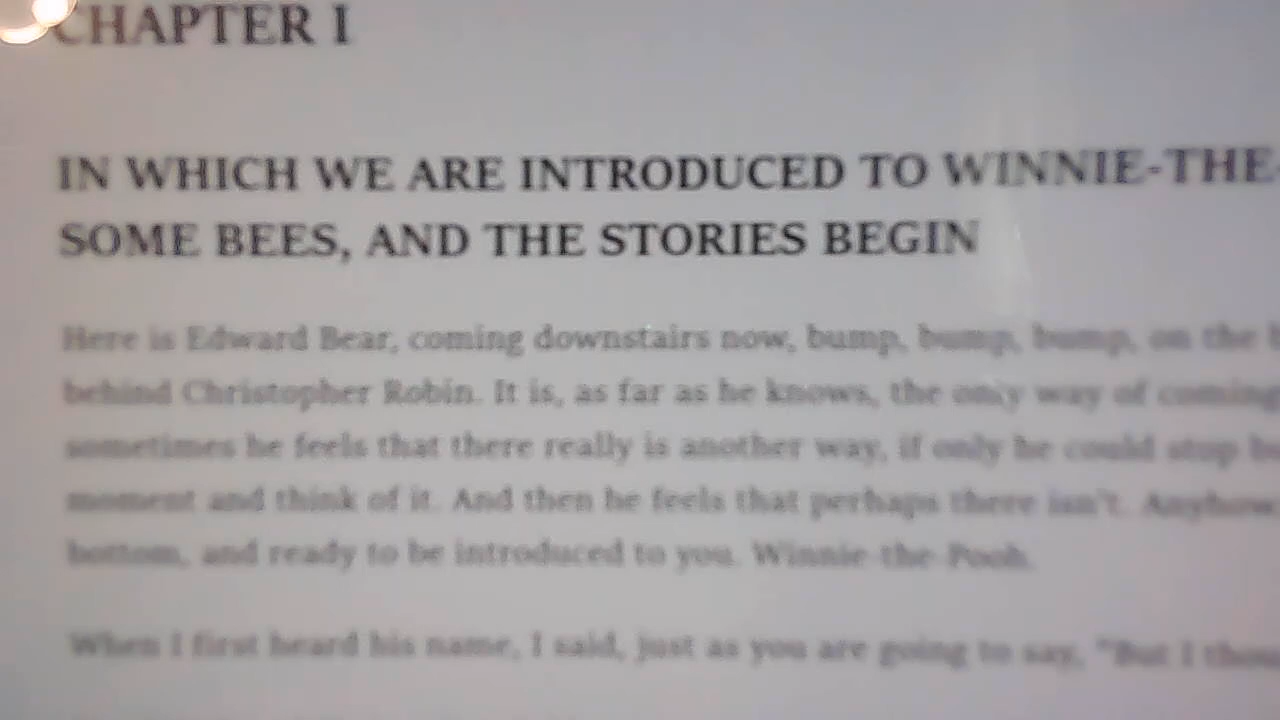 CHAPTER I
IN WHICH WE ARE INTRODUCED TO WINNIE-THE-
SOME BEES, AND THE STORIES BEGIN
Here is Edward Bear, coming downstairs now, bump, bump, bump, on the
behind Christopher Robin. It is, as far as he knows, the only way of coming
sometimes he feels that there really is another way, if only he could stop
moment and think of it. And then he feels that perhaps there isn't. Anyhow,
bottom, and ready to be introduced to you. Winnie-the-Pooh.
When I first heard his name, I said, just as you are going to say, "But I